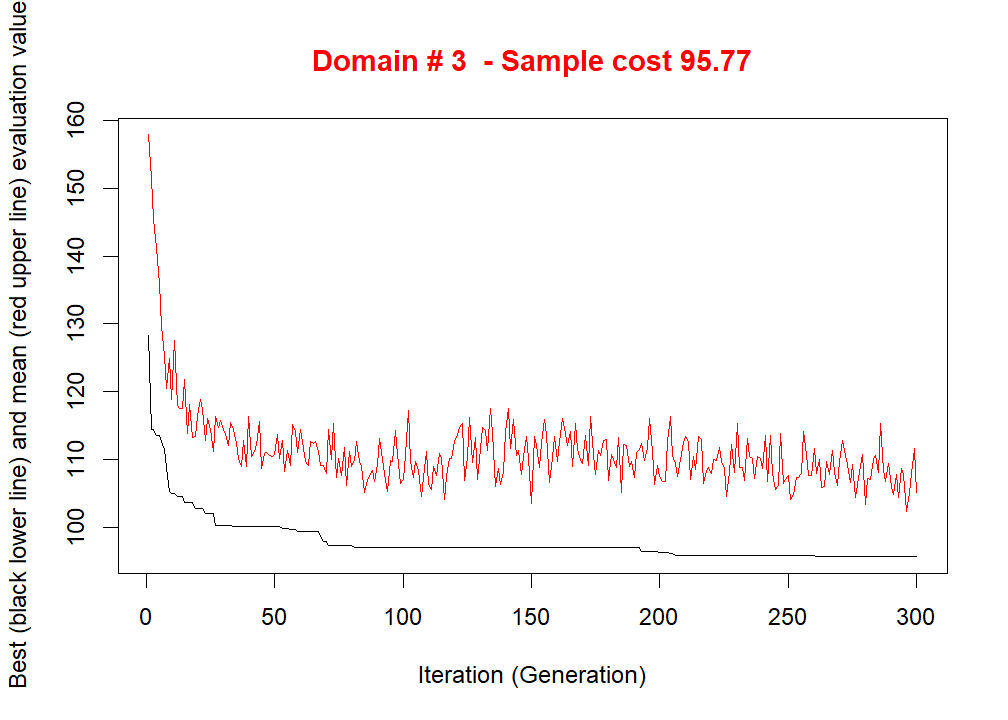 Domain # 3  - Sample cost 95.77
Best (black lower line) and mean (red upper line) evaluation value
160
150
140
130
120
110
100
0 50 100 150 200 250 300
Iteration (Generation)